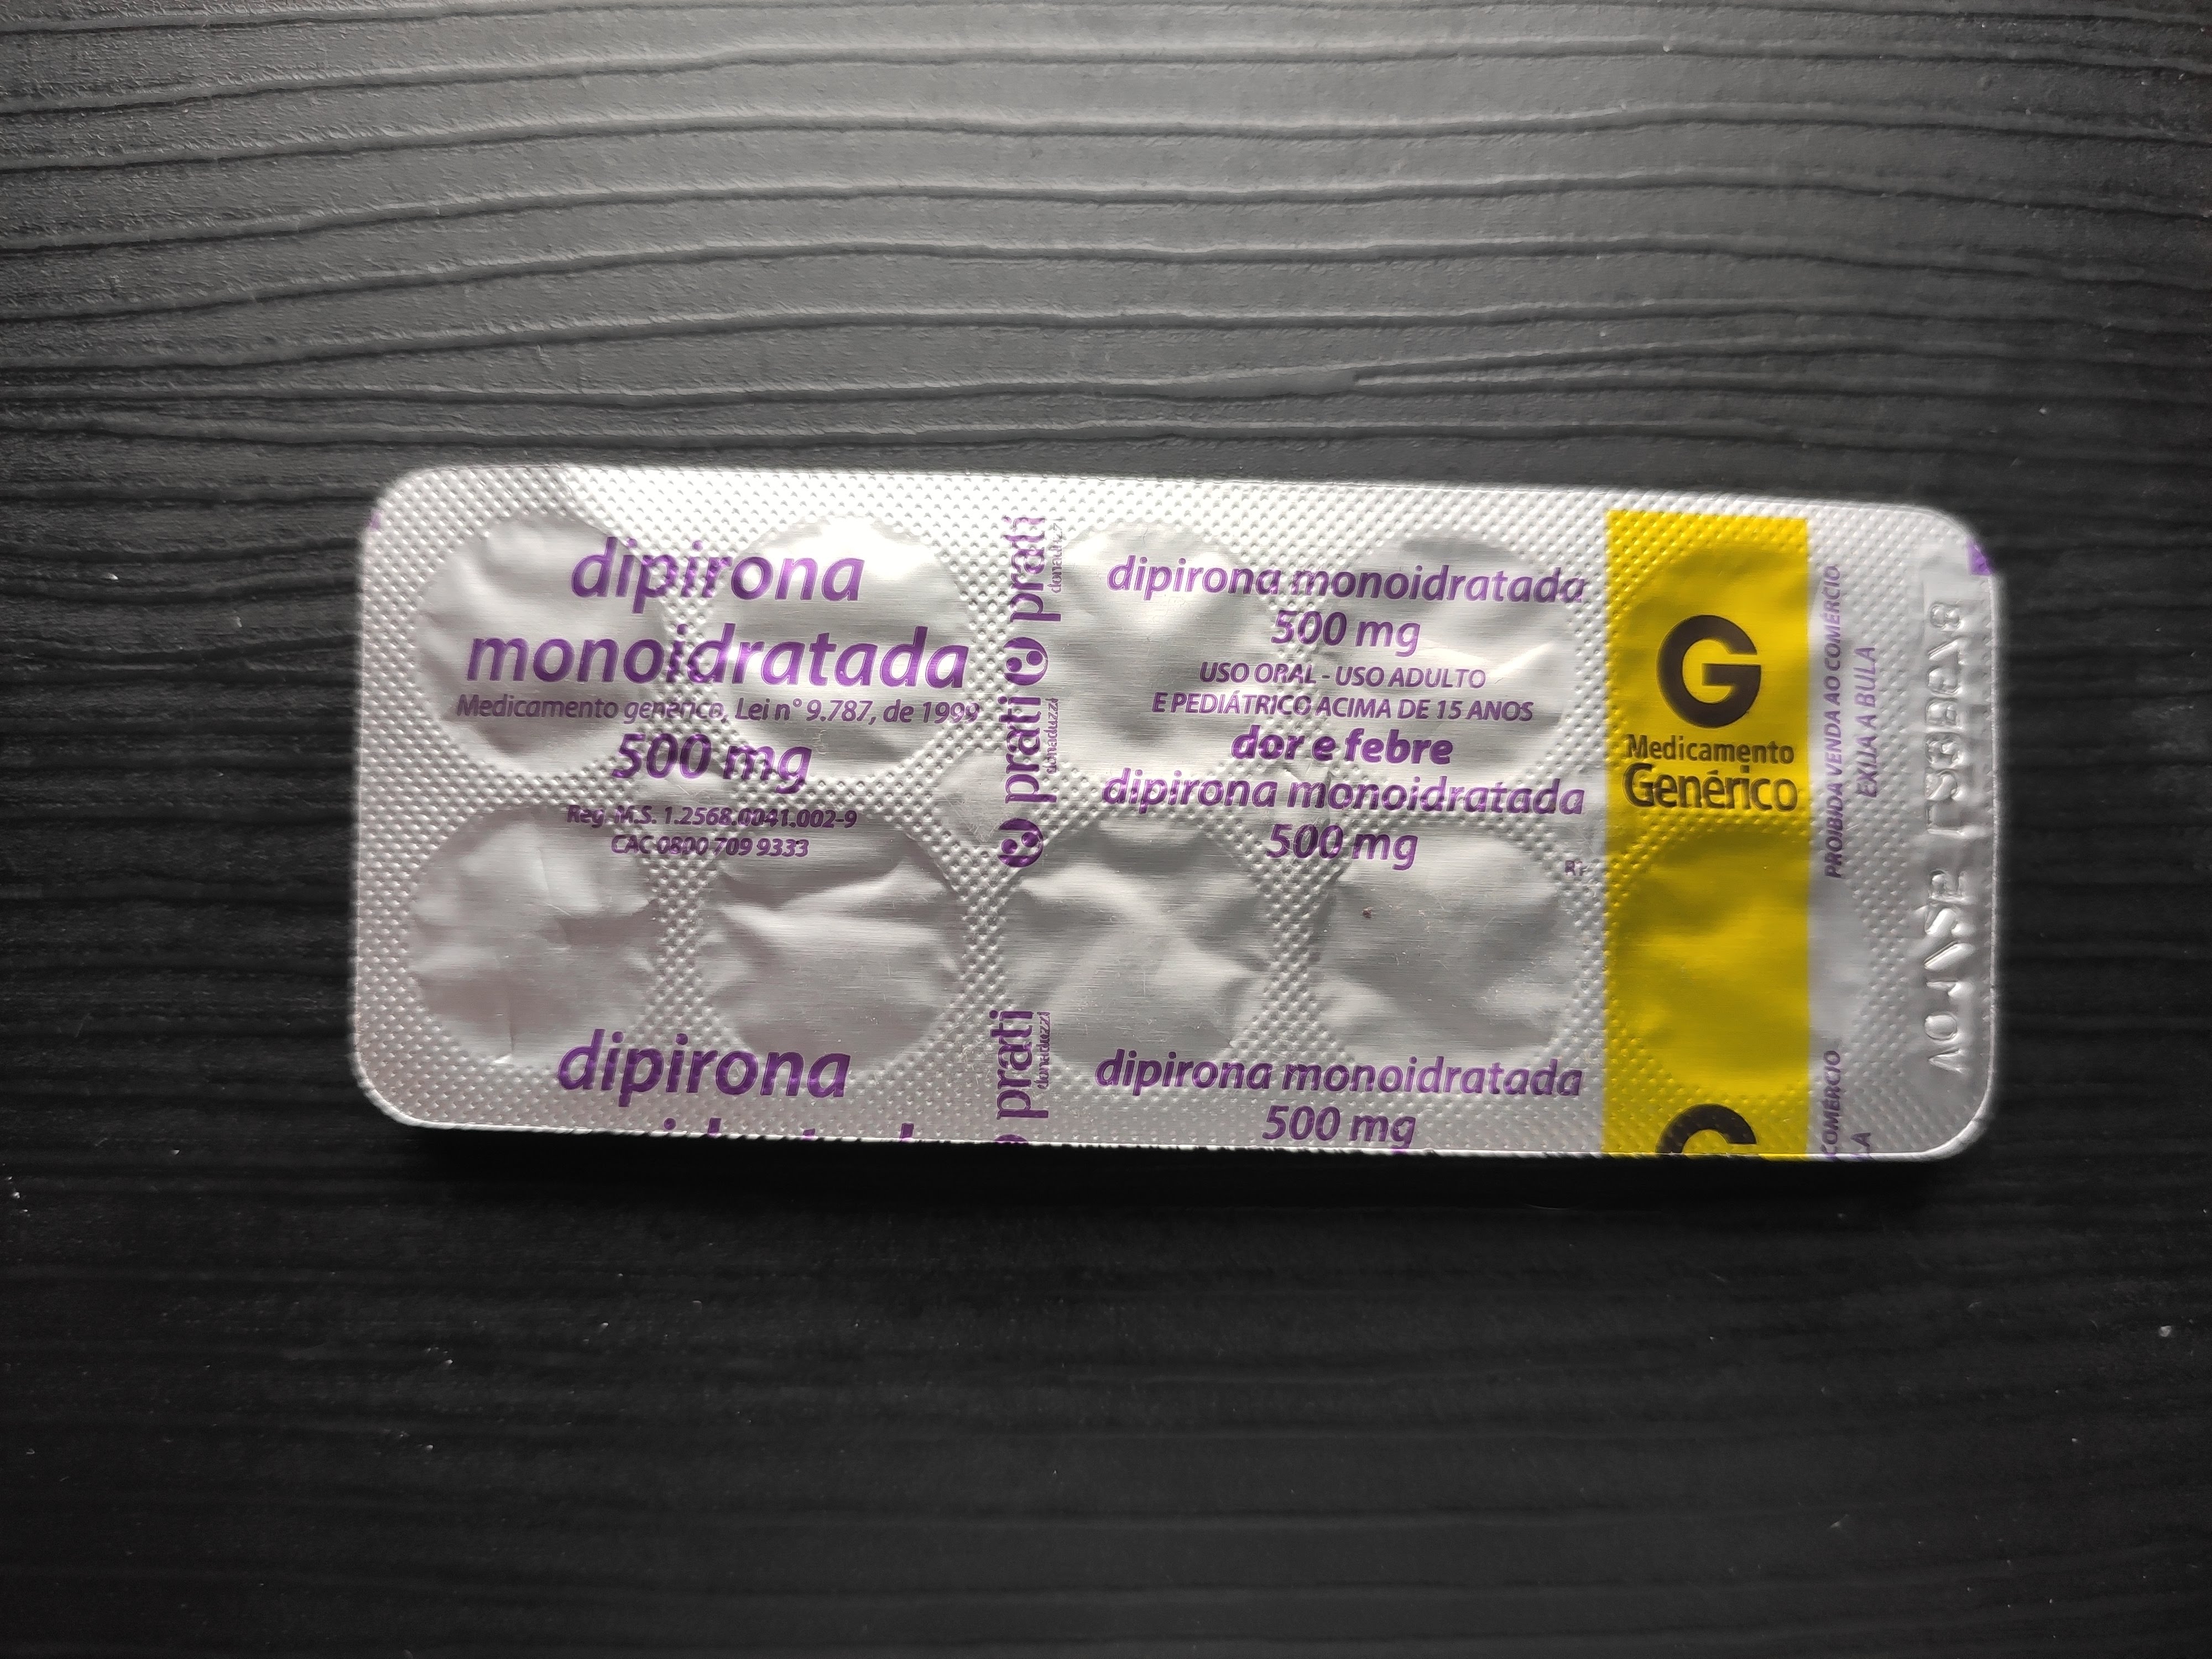 dipirona
monoidratada
Medicamento genérico, Lei n° 9.787, de 1999
500 mg
Reg. M.S. 1.2568.0041.002-9
CAC 0800 709 9333
dipirona
prati
donaduzzi
prati
donaduzzi
prati
donaduzzi
dipirona monoidratada
500 mg
USO ORAL - USO ADULTO
E PEDIÁTRICO ACIMA DE 15 ANOS
dor e febre
dipirona monoidratada
500 mg
dipirona monoidratada
500 mg
G
Medicamento
Genérico
G
PROIBIDA VENDA AO COMÉRCIO
EXIJA A BULA
COMÉRCIO